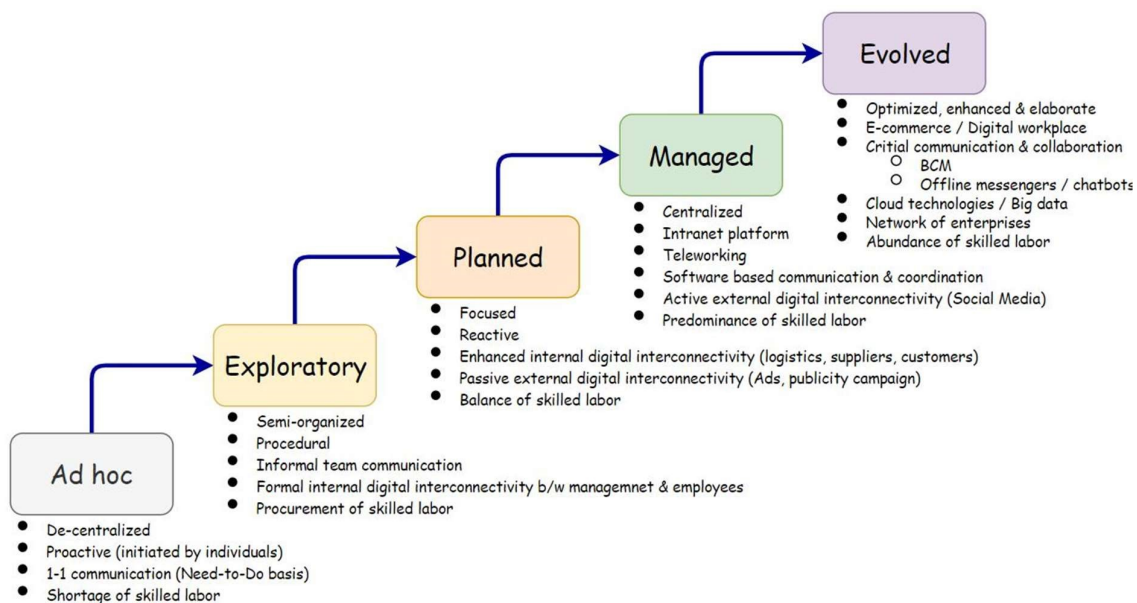 Evolved
Optimized, enhanced & elaborate
E-commerce / Digital workplace
Critial communication & collaboration
BCM
Offline messengers / chatbots
Cloud technologies / Big data
Network of enterprises
Abundance of skilled labor
Managed
Centralized
Intranet platform
Teleworking
Software based communication & coordination
Active external digital interconnectivity (Social Media)
Predominance of skilled labor
Planned
Focused
Reactive
Enhanced internal digital interconnectivity (logistics, suppliers, customers)
Passive external digital interconnectivity (Ads, publicity campaign)
Balance of skilled labor
Exploratory
Semi-organized
Procedural
Informal team communication
Formal internal digital interconnectivity b/w managemnet & employees
Procurement of skilled labor
Ad hoc
De-centralized
Proactive (initiated by individuals)
1-1 communication (Need-to-Do basis)
Shortage of skilled labor